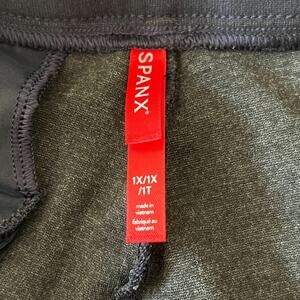 SPANX®
1X/1X
/1T
made in
vietnam
fabriqué au
vietnam